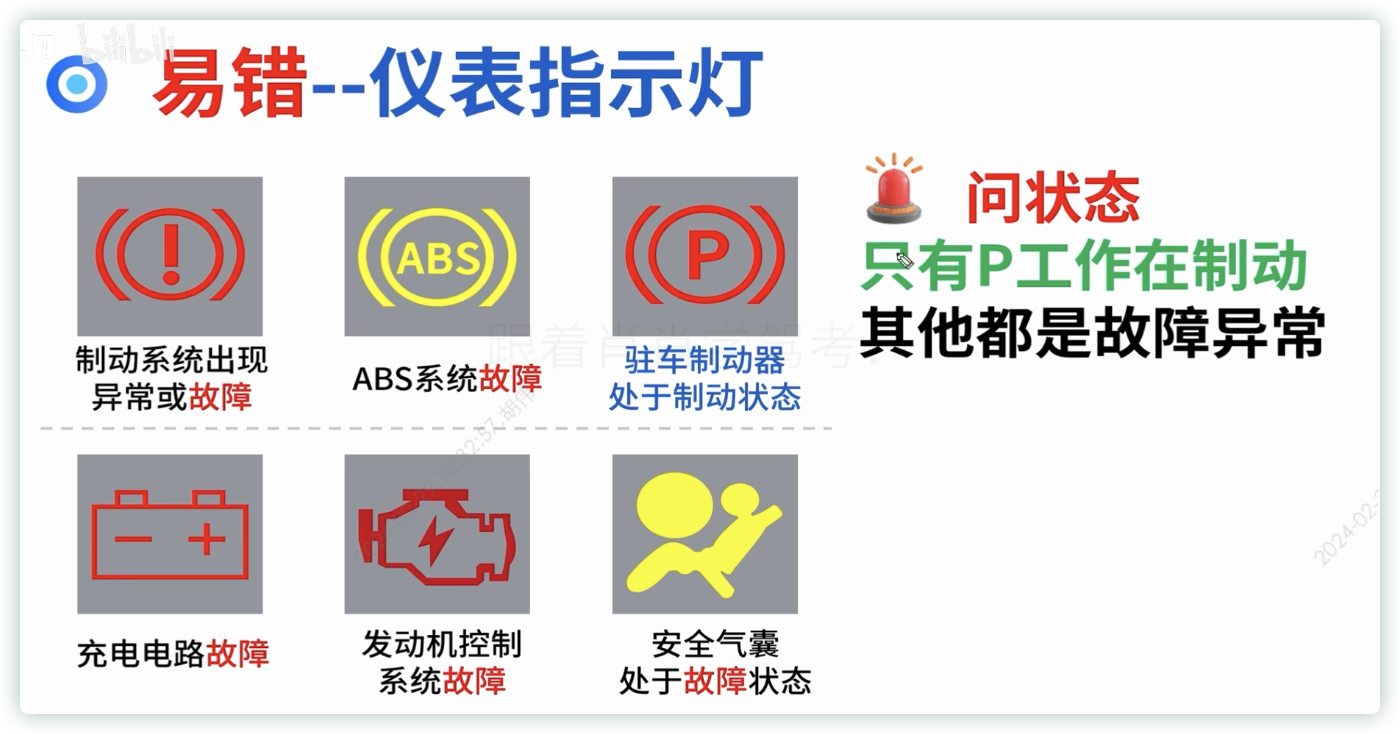 bilibili
易错--仪表指示灯
ABS
P
制动系统出现
异常或故障
ABS系统故障
驻车制动器
处于制动状态
充电电路故障
发动机控制
系统故障
安全气囊
处于故障状态
问状态
只有P工作在制动
其他都是故障异常
跟着肖肖学驾考